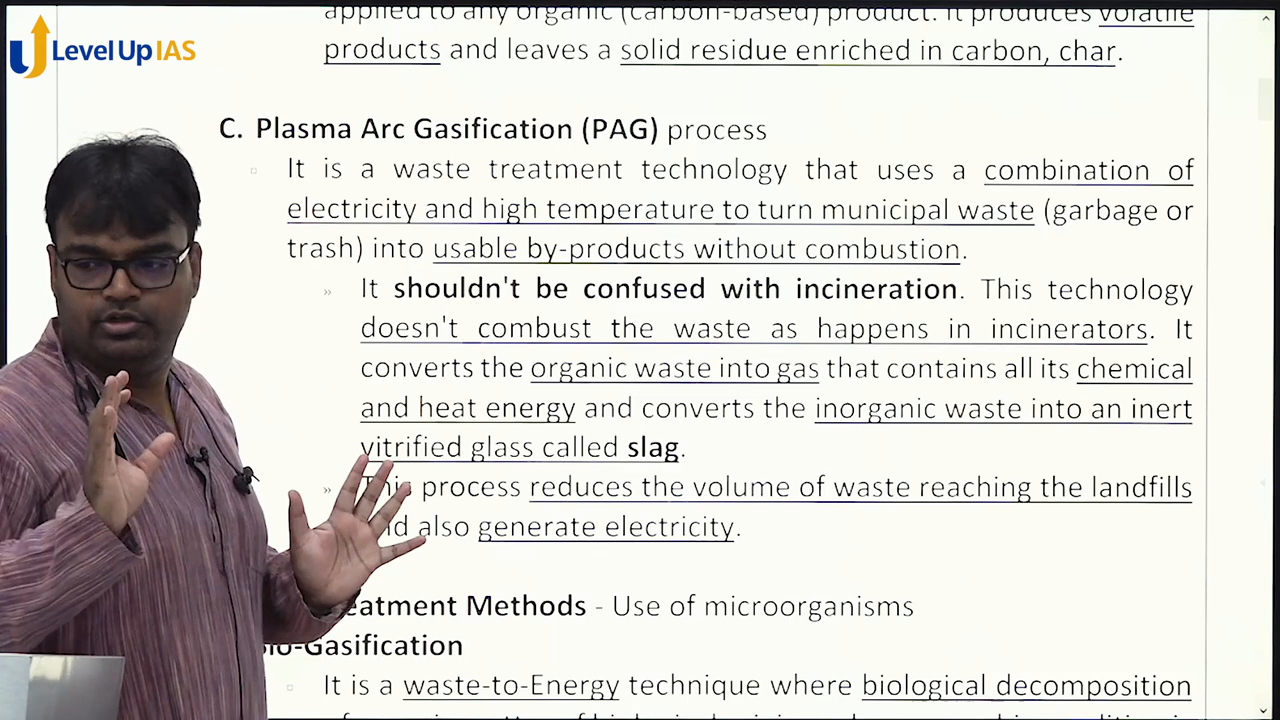 Level Up IAS
applied to any organic (carbon-based) product. It produces volatile
products and leaves a solid residue enriched in carbon, char.
C. Plasma Arc Gasification (PAG) process
It is a waste treatment technology that uses a combination of
electricity and high temperature to turn municipal waste (garbage or
trash) into usable by-products without combustion.
» It shouldn't be confused with incineration. This technology
doesn't combust the waste as happens in incinerators. It
converts the organic waste into gas that contains all its chemical
and heat energy and converts the inorganic waste into an inert
vitrified glass called slag.
» This process reduces the volume of waste reaching the landfills
also generate electricity.
Methods - Use of microorganisms
Gasification
It is a waste-to-Energy technique where biological decomposition